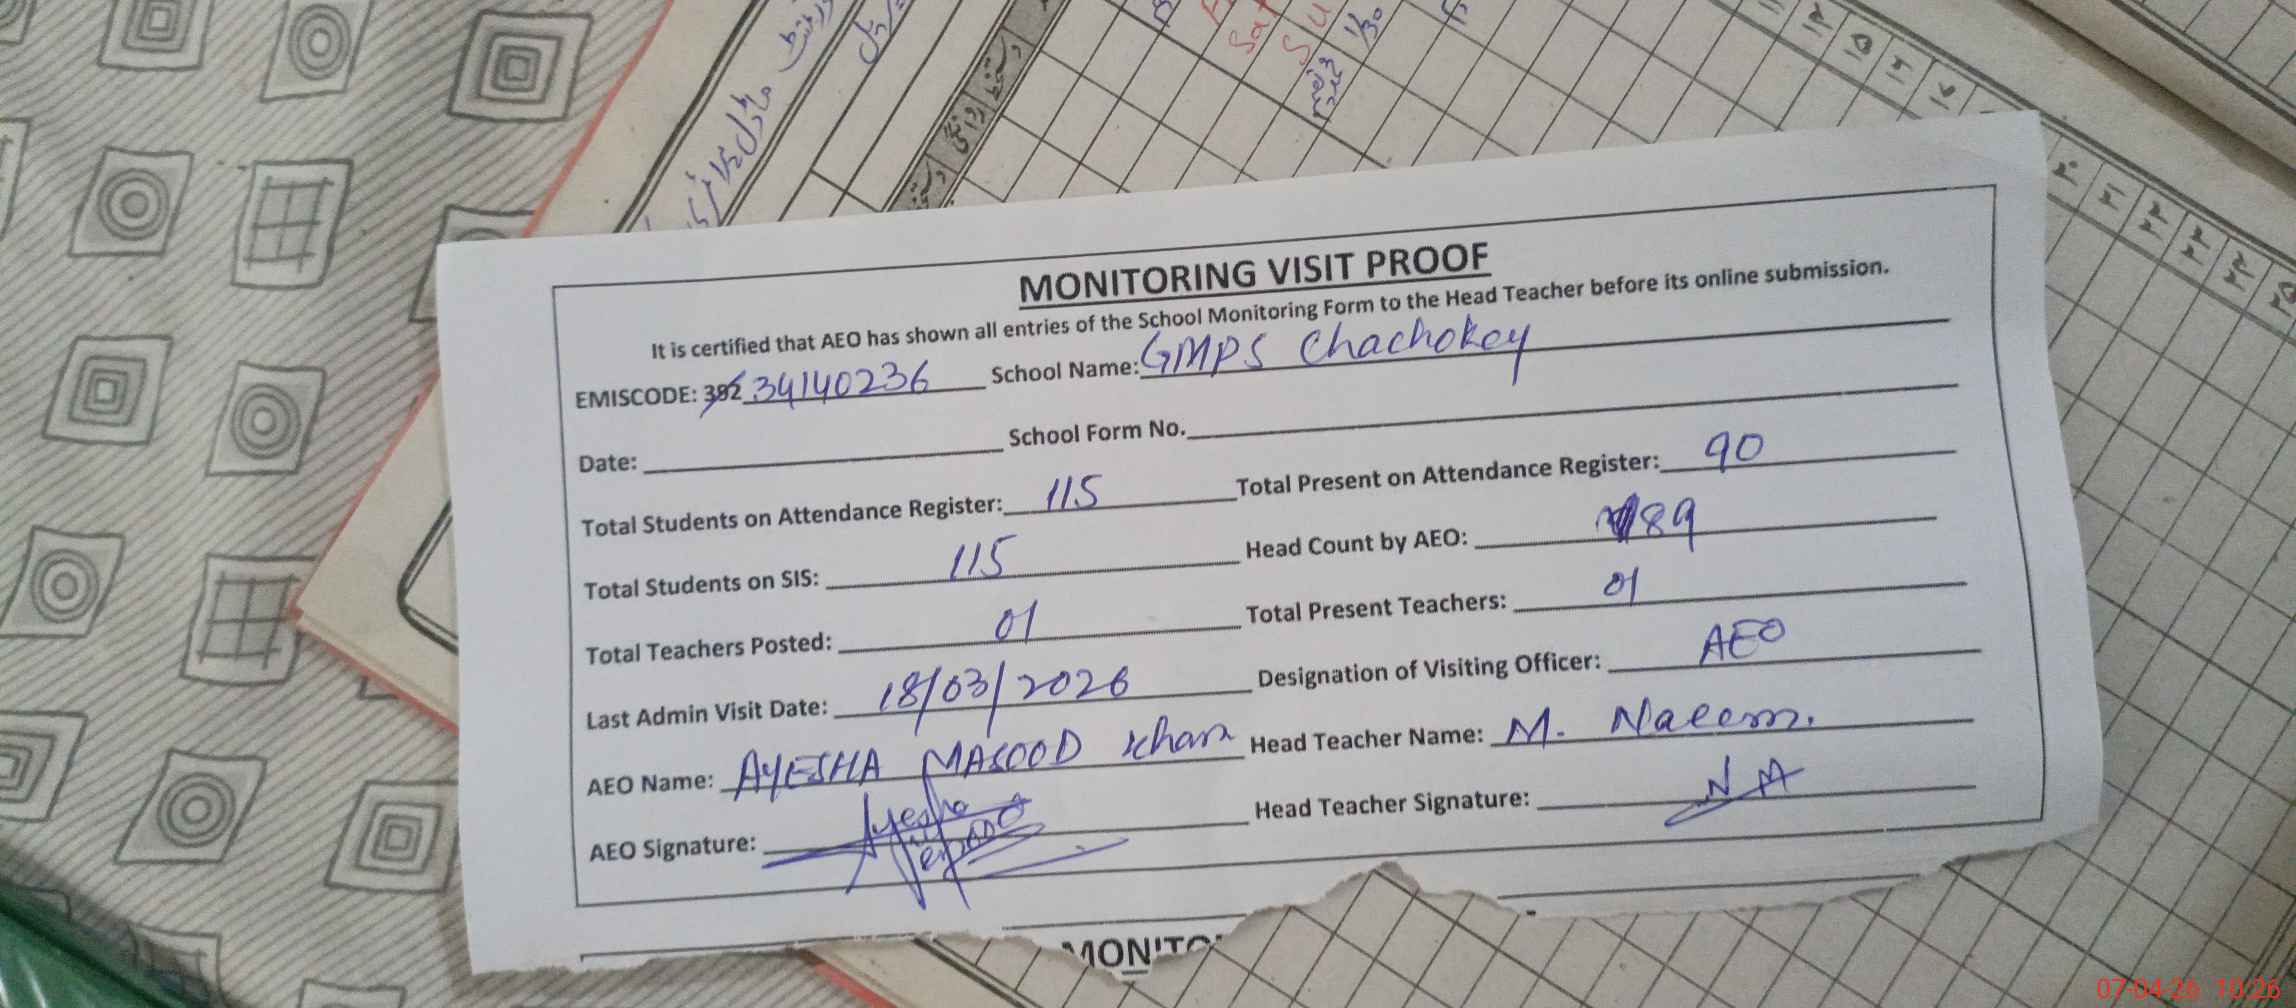 MONITORING VISIT PROOF
It is certified that AEO has shown all entries of the School Monitoring Form to the Head Teacher before its online submission.
EMISCODE: 392 34140236 School Name: GMPS Chachokey
Date: School Form No.
Total Students on Attendance Register: 115 Total Present on Attendance Register: 90
Total Students on SIS: 115 Head Count by AEO: 89
Total Teachers Posted: 01 Total Present Teachers: 01
Last Admin Visit Date: 18/03/2026 Designation of Visiting Officer: AEO
AEO Name: AYESHA MASOOD Khan Head Teacher Name: M. Naeem.
AEO Signature: Ayesha Head Teacher Signature: NA
MONITO
07-04-26 10:26